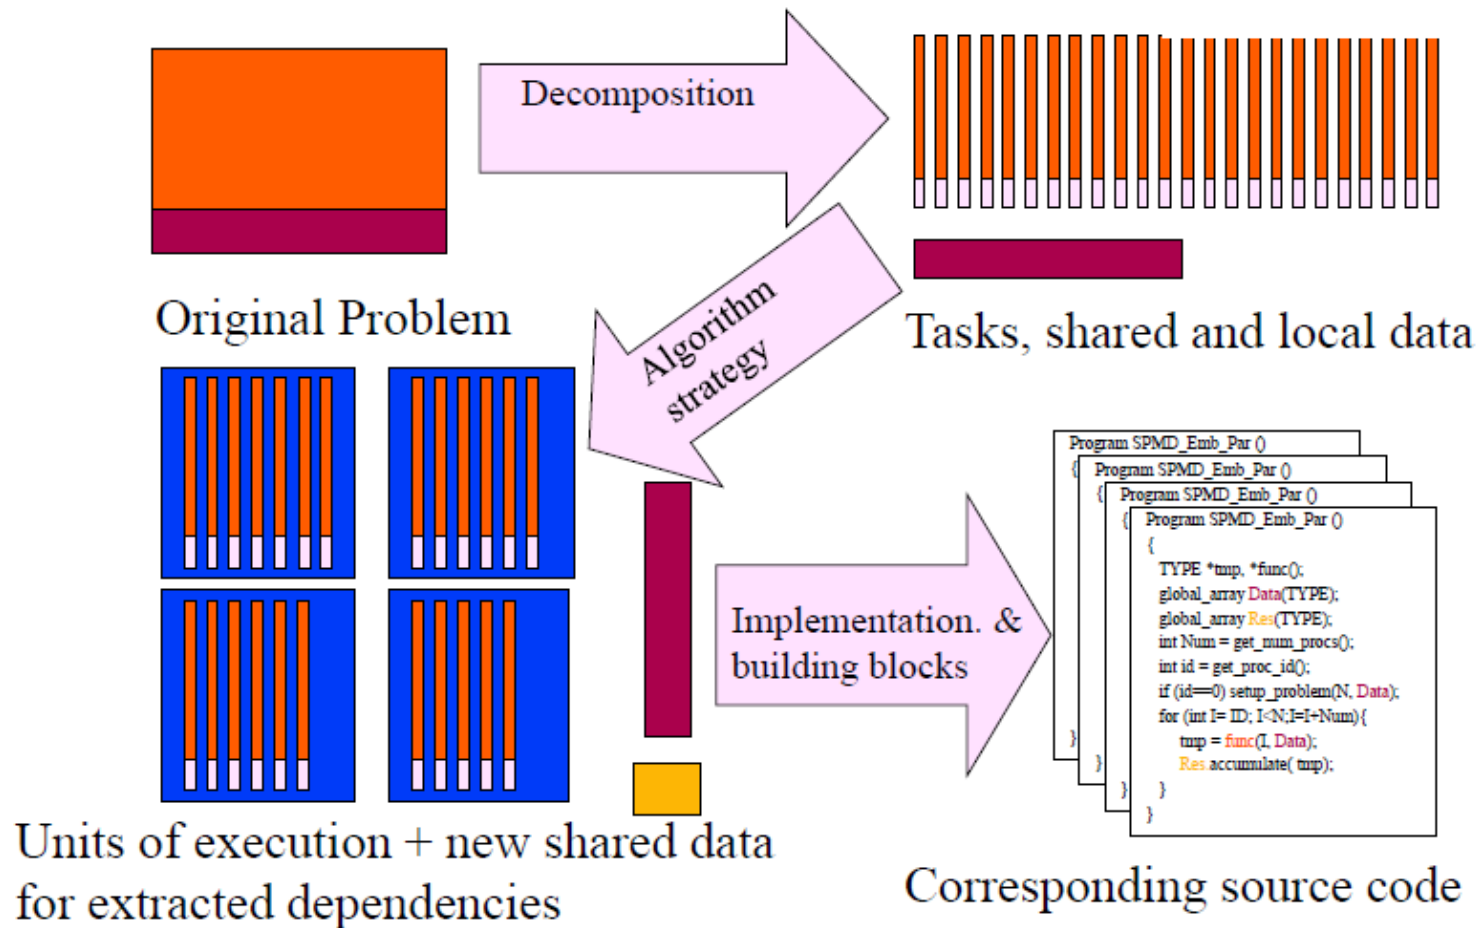 Decomposition
Original Problem
Tasks, shared and local data
Algorithm
strategy
Units of execution + new shared data
for extracted dependencies
Implementation. &
building blocks
Program SPMD_Emb_Par ()
{
}
Program SPMD_Emb_Par ()
{
}
Program SPMD_Emb_Par ()
{
}
Program SPMD_Emb_Par ()
{
TYPE *tmp, *func();
global_array Data(TYPE);
global_array Res(TYPE);
int Num = get_num_procs();
int id = get_proc_id();
if (id==0) setup_problem(N, Data);
for (int I= ID; I<N;I=I+Num){
tmp = func(I, Data);
Res.accumulate( tmp);
}
}
Corresponding source code